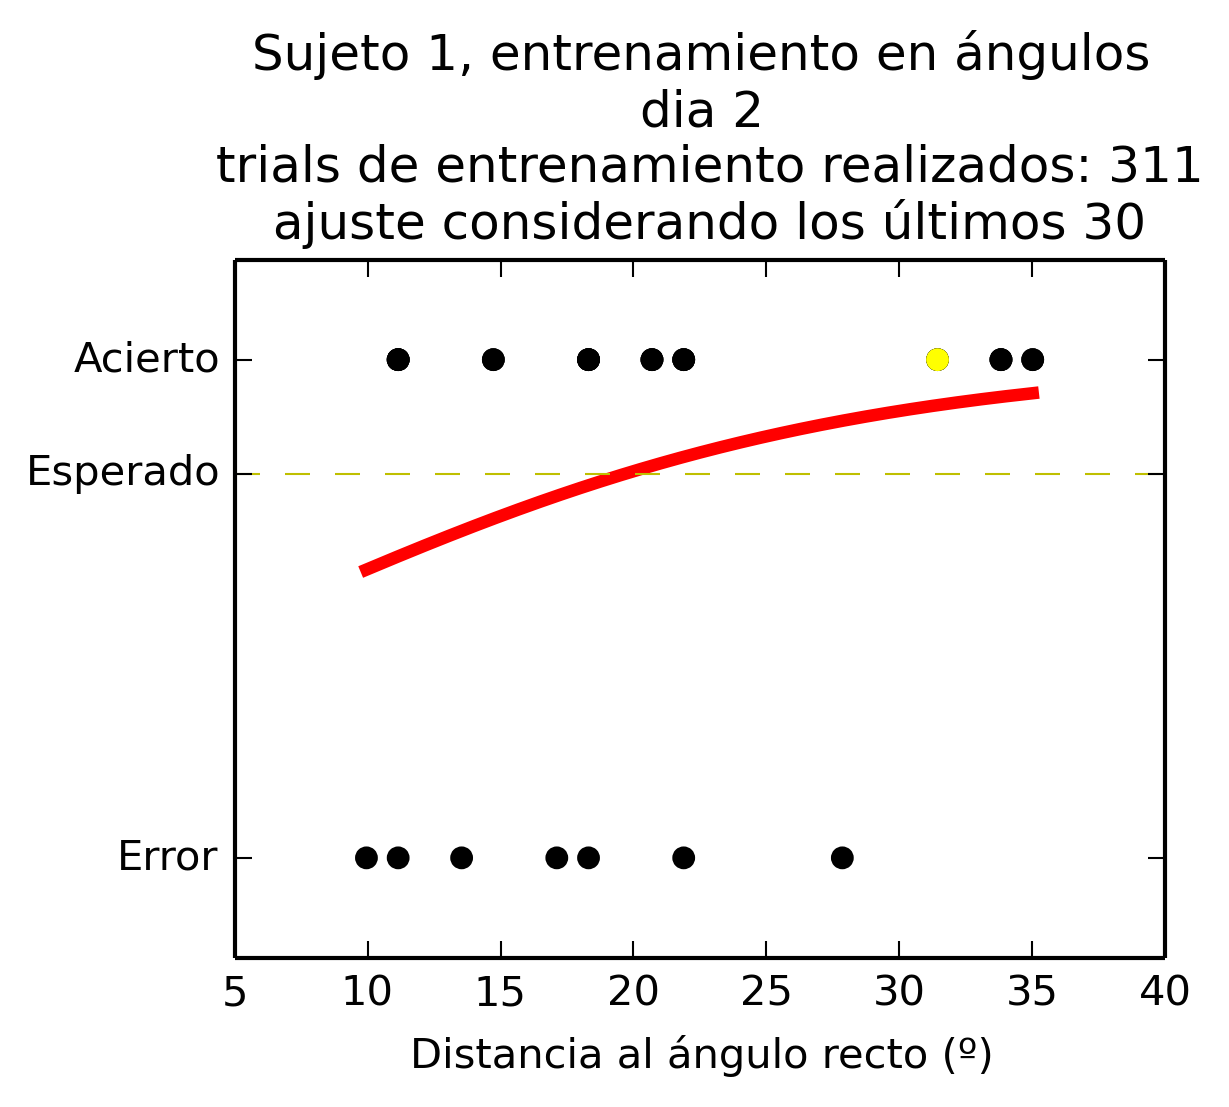 Sujeto 1, entrenamiento en ángulos
dia 2
trials de entrenamiento realizados: 311
ajuste considerando los últimos 30
Acierto
Esperado
Error
5 10 15 20 25 30 35 40
Distancia al ángulo recto (º)